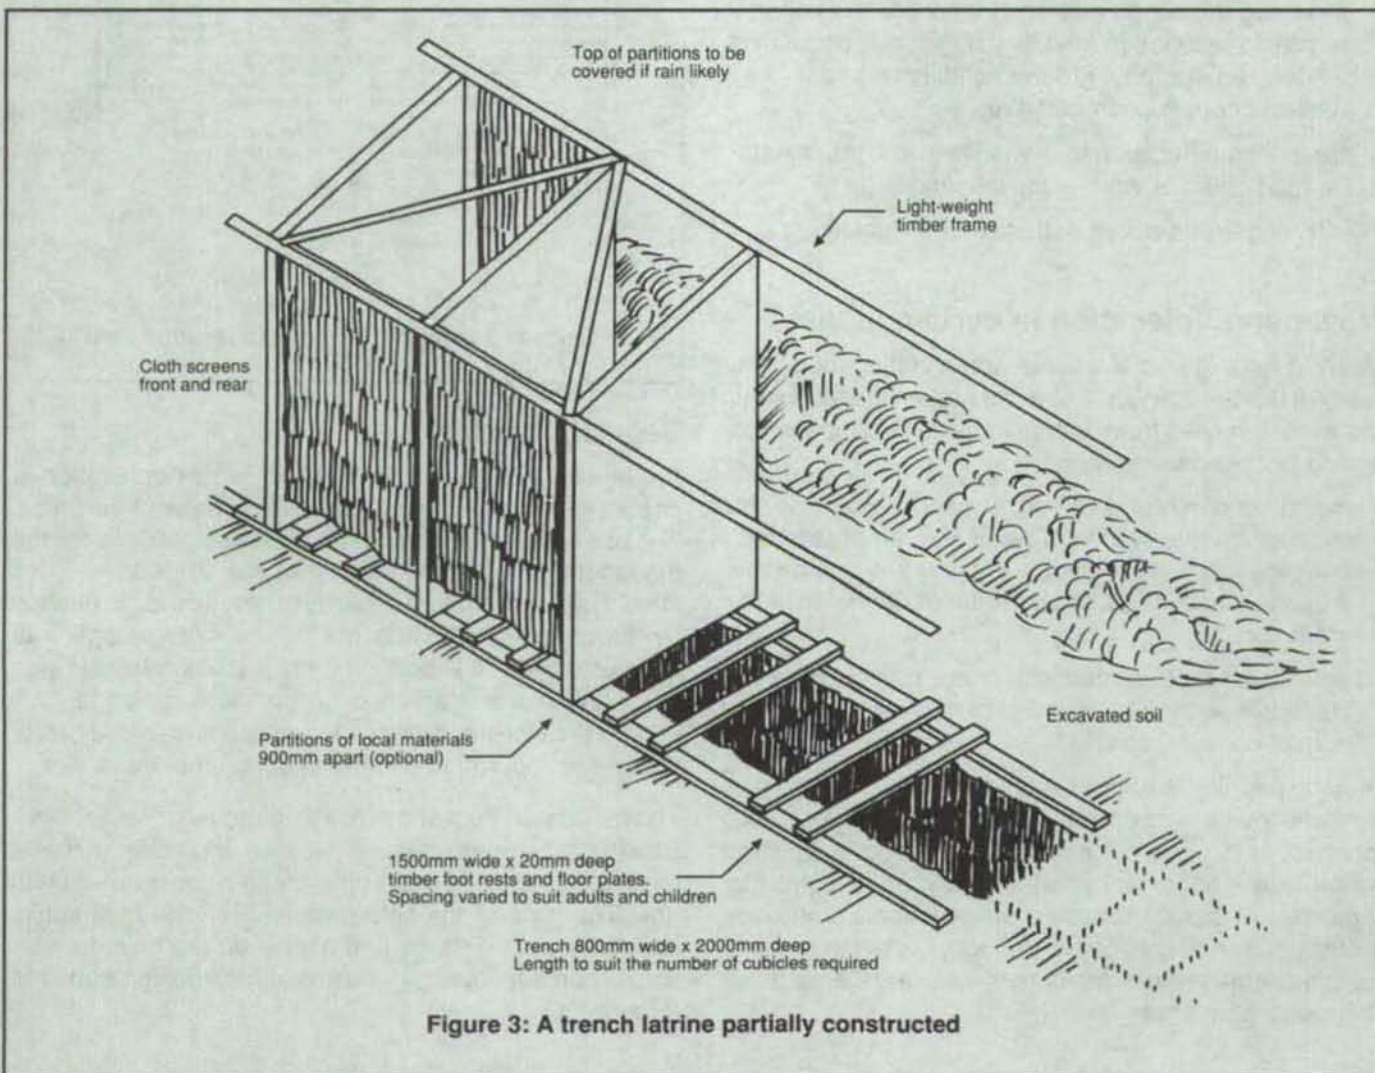 Top of partitions to be
covered if rain likely
Light-weight
timber frame
Cloth screens
front and rear
Excavated soil
Partitions of local materials
900mm apart (optional)
1500mm wide x 20mm deep
timber foot rests and floor plates.
Spacing varied to suit adults and children
Trench 800mm wide x 2000mm deep
Length to suit the number of cubicles required
Figure 3: A trench latrine partially constructed